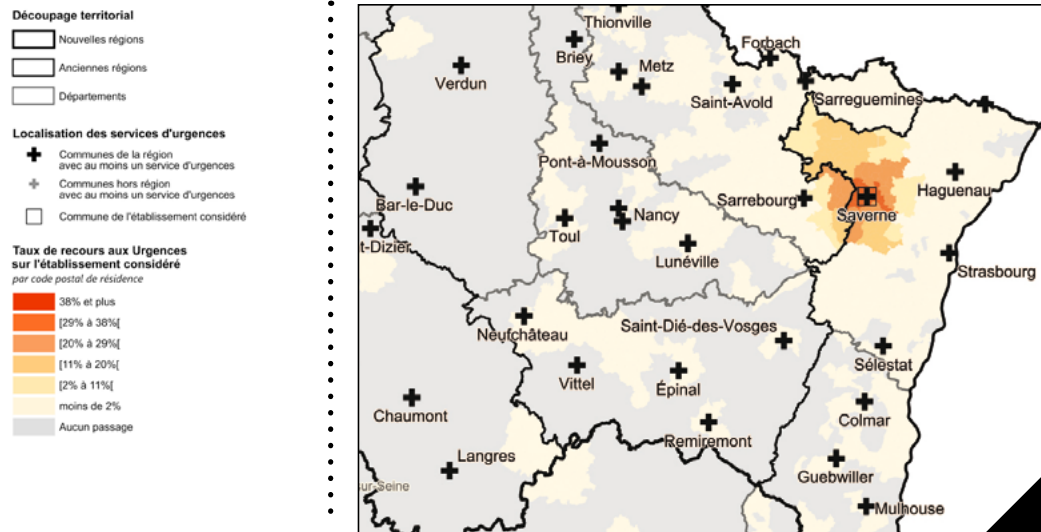 Découpage territorial
Nouvelles régions
Anciennes régions
Départements
Localisation des services d'urgences
Communes de la région
avec au moins un service d'urgences
Communes hors région
avec au moins un service d'urgences
Commune de l'établissement considéré
Taux de recours aux Urgences
sur l'établissement considéré
par code postal de résidence
38% et plus
[29% à 38%[
[20% à 29%[
[11% à 20%[
[2% à 11%[
moins de 2%
Aucun passage
Thionville
Briey
Forbach
Metz
Verdun
Saint-Avold
Sarreguemines
Pont-à-Mousson
Haguenau
Bar-le-Duc
Sarrebourg
Saverne
Nancy
Toul
t-Dizier
Lunéville
Strasbourg
Neufchâteau
Saint-Dié-des-Vosges
Sélestat
Vittel
Épinal
Chaumont
Colmar
Remiremont
Langres
Guebwiller
sur-Seine
Mulhouse